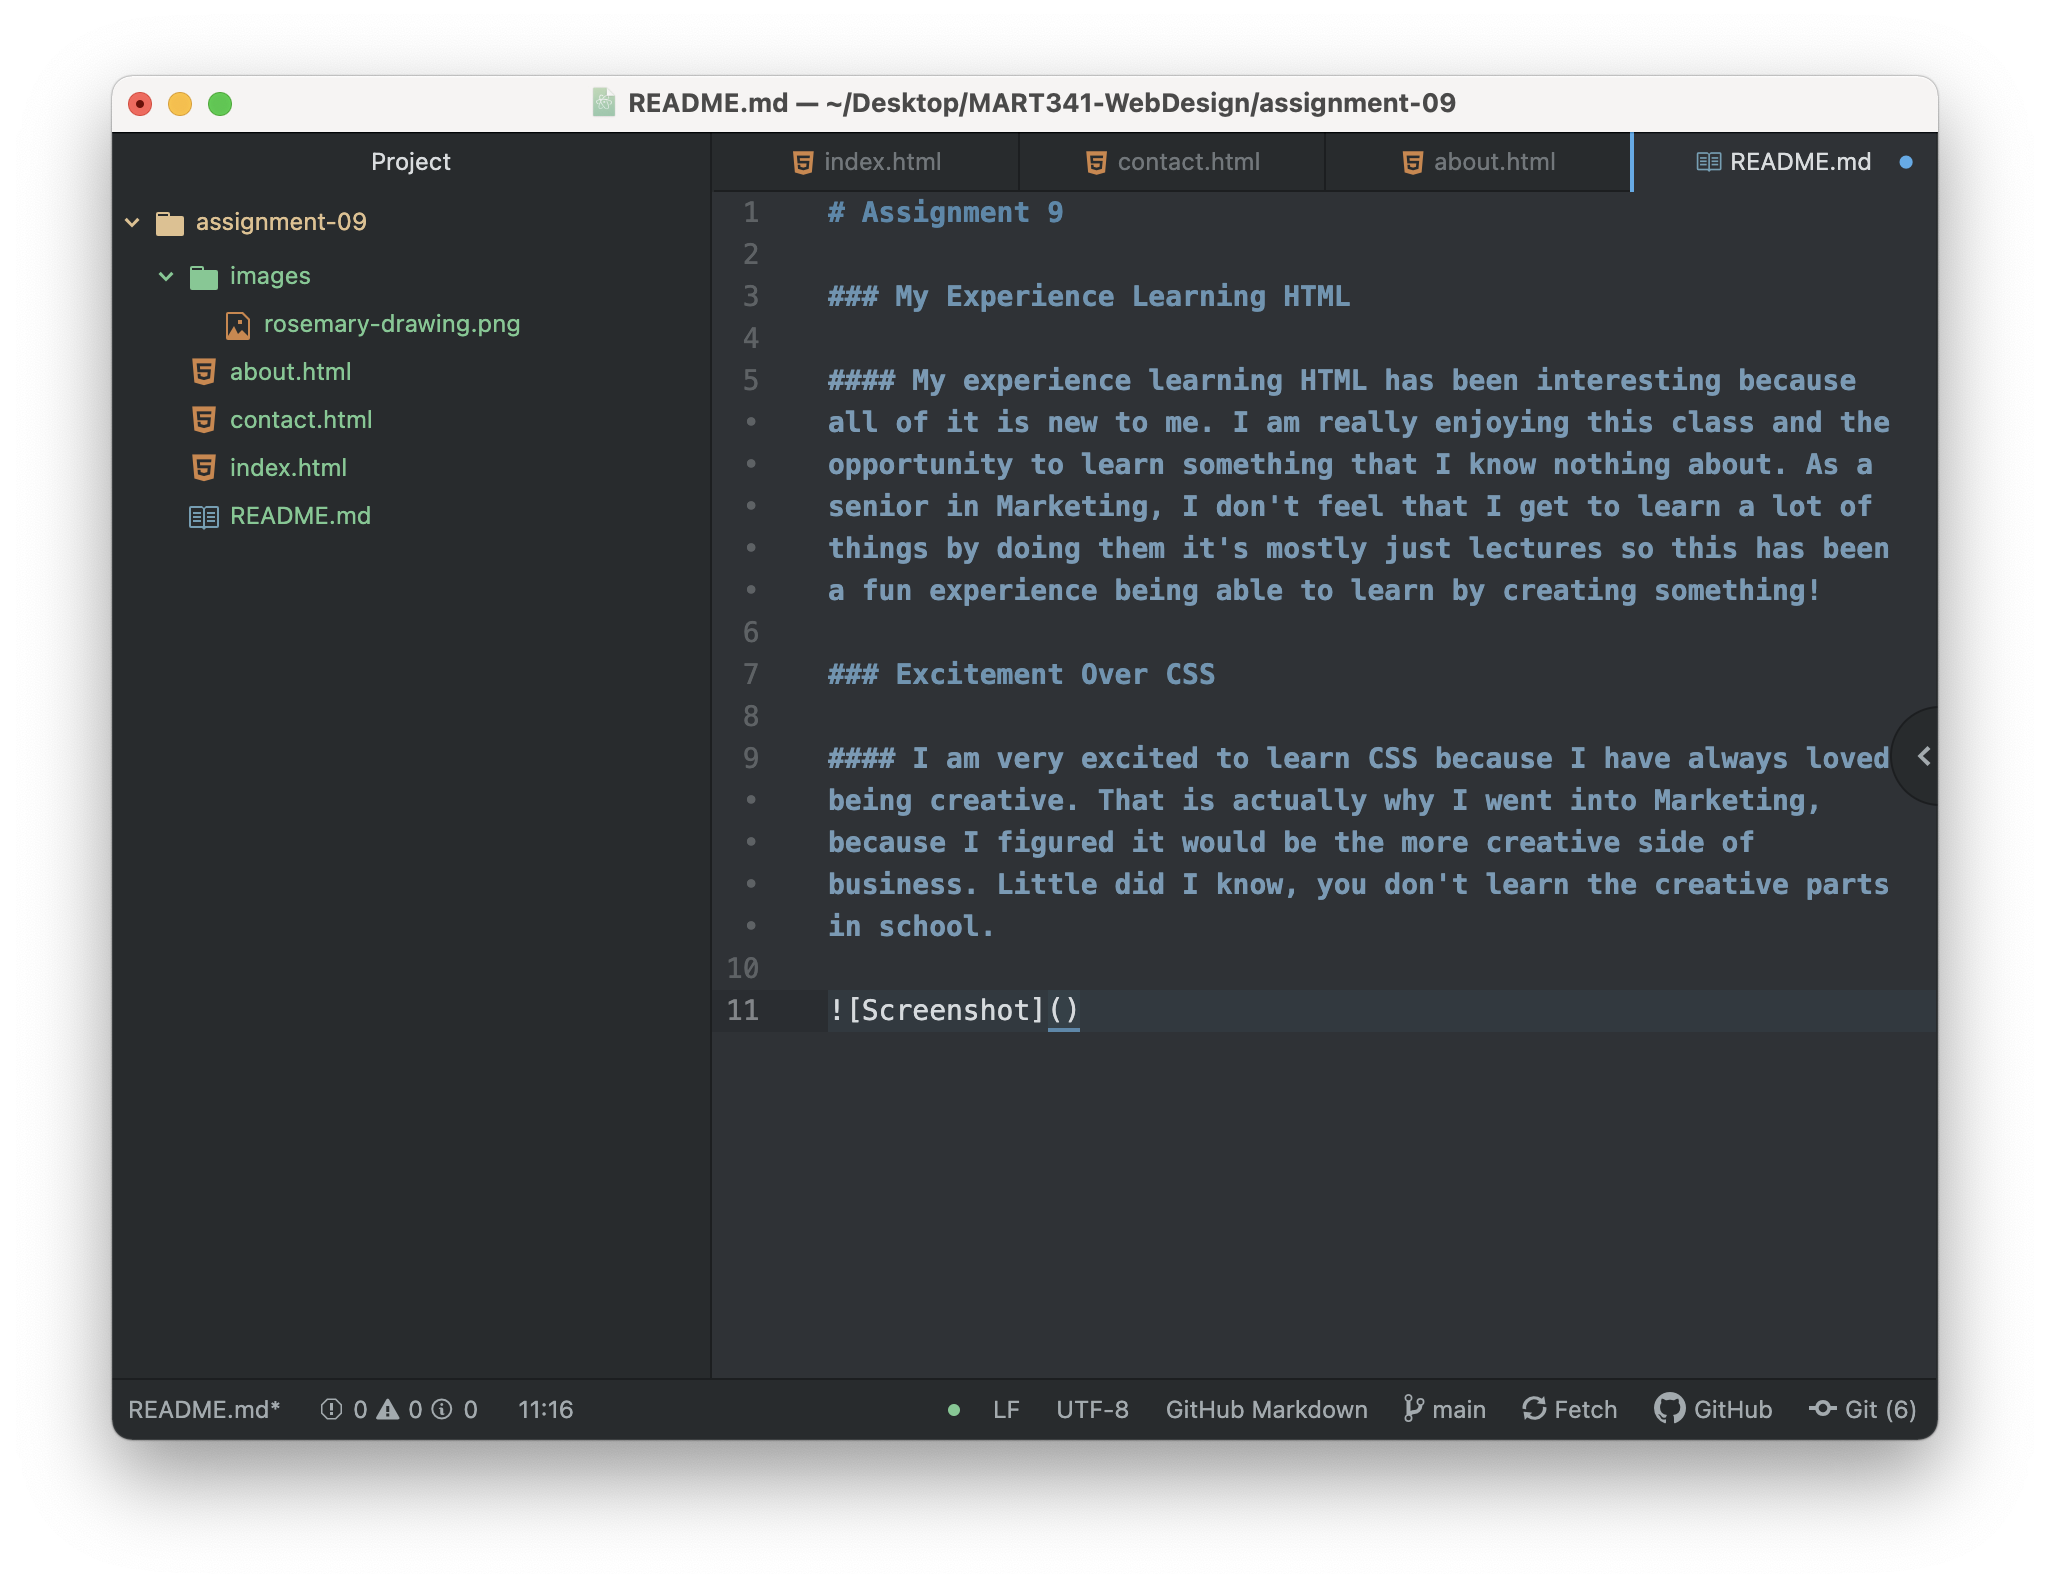 README.md — ~/Desktop/MART341-WebDesign/assignment-09
Project
index.html
contact.html
about.html
README.md
assignment-09
images
rosemary-drawing.png
about.html
contact.html
index.html
README.md
1 # Assignment 9
2
3 ### My Experience Learning HTML
4
5 #### My experience learning HTML has been interesting because
• all of it is new to me. I am really enjoying this class and the
• opportunity to learn something that I know nothing about. As a
• senior in Marketing, I don't feel that I get to learn a lot of
• things by doing them it's mostly just lectures so this has been
• a fun experience being able to learn by creating something!
6
7 ### Excitement Over CSS
8
9 #### I am very excited to learn CSS because I have always loved
• being creative. That is actually why I went into Marketing,
• because I figured it would be the more creative side of
• business. Little did I know, you don't learn the creative parts
• in school.
10
11 ![Screenshot]()
README.md* 0 0 0 11:16 LF UTF-8 GitHub Markdown main Fetch GitHub Git (6)